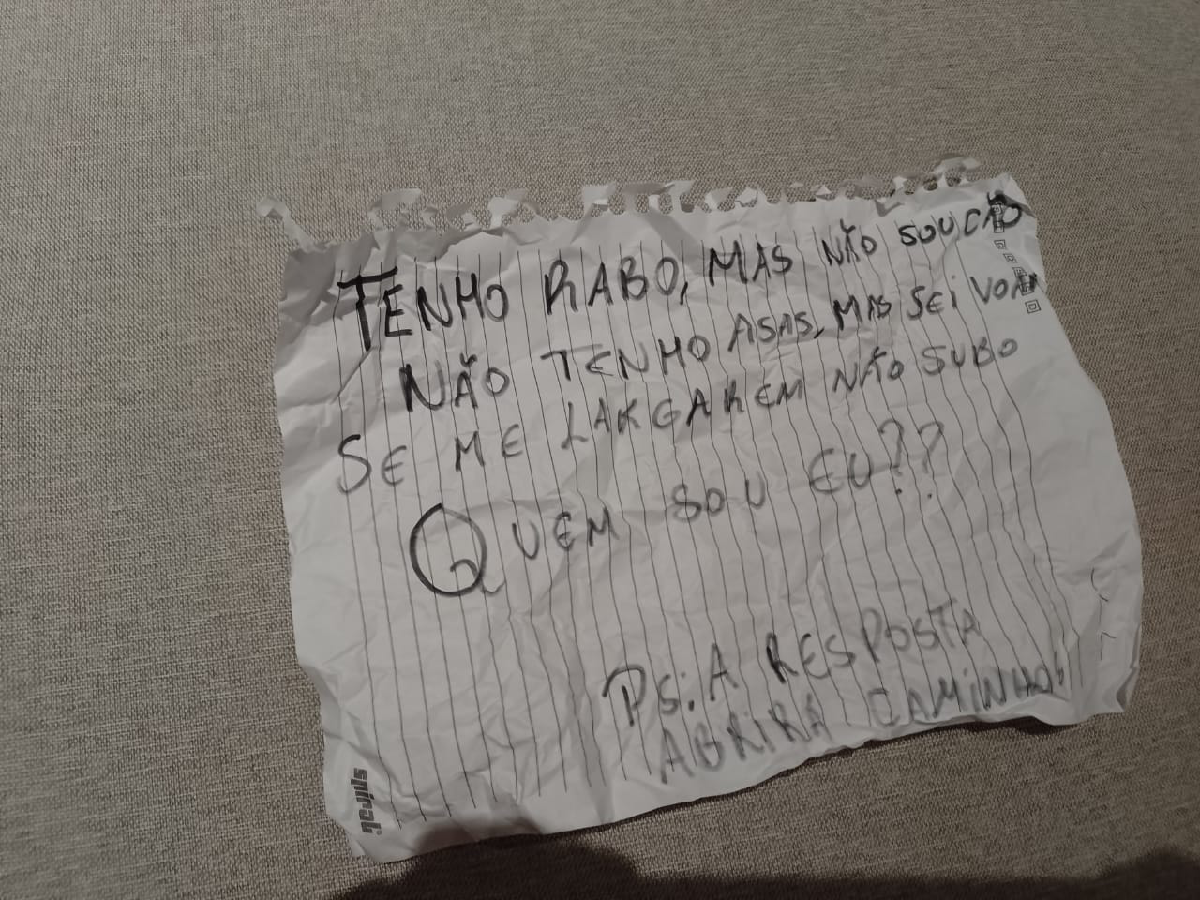 TENHO RABO, MAS NÃO SOU CÃO
NÃO TENHO ASAS, MAS SEI VOAR
SE ME LARGAREM NÃO SUBO
QUEM SOU EU??
PS: A RESPOSTA
ABRIRÁ CAMINHO!
spiral